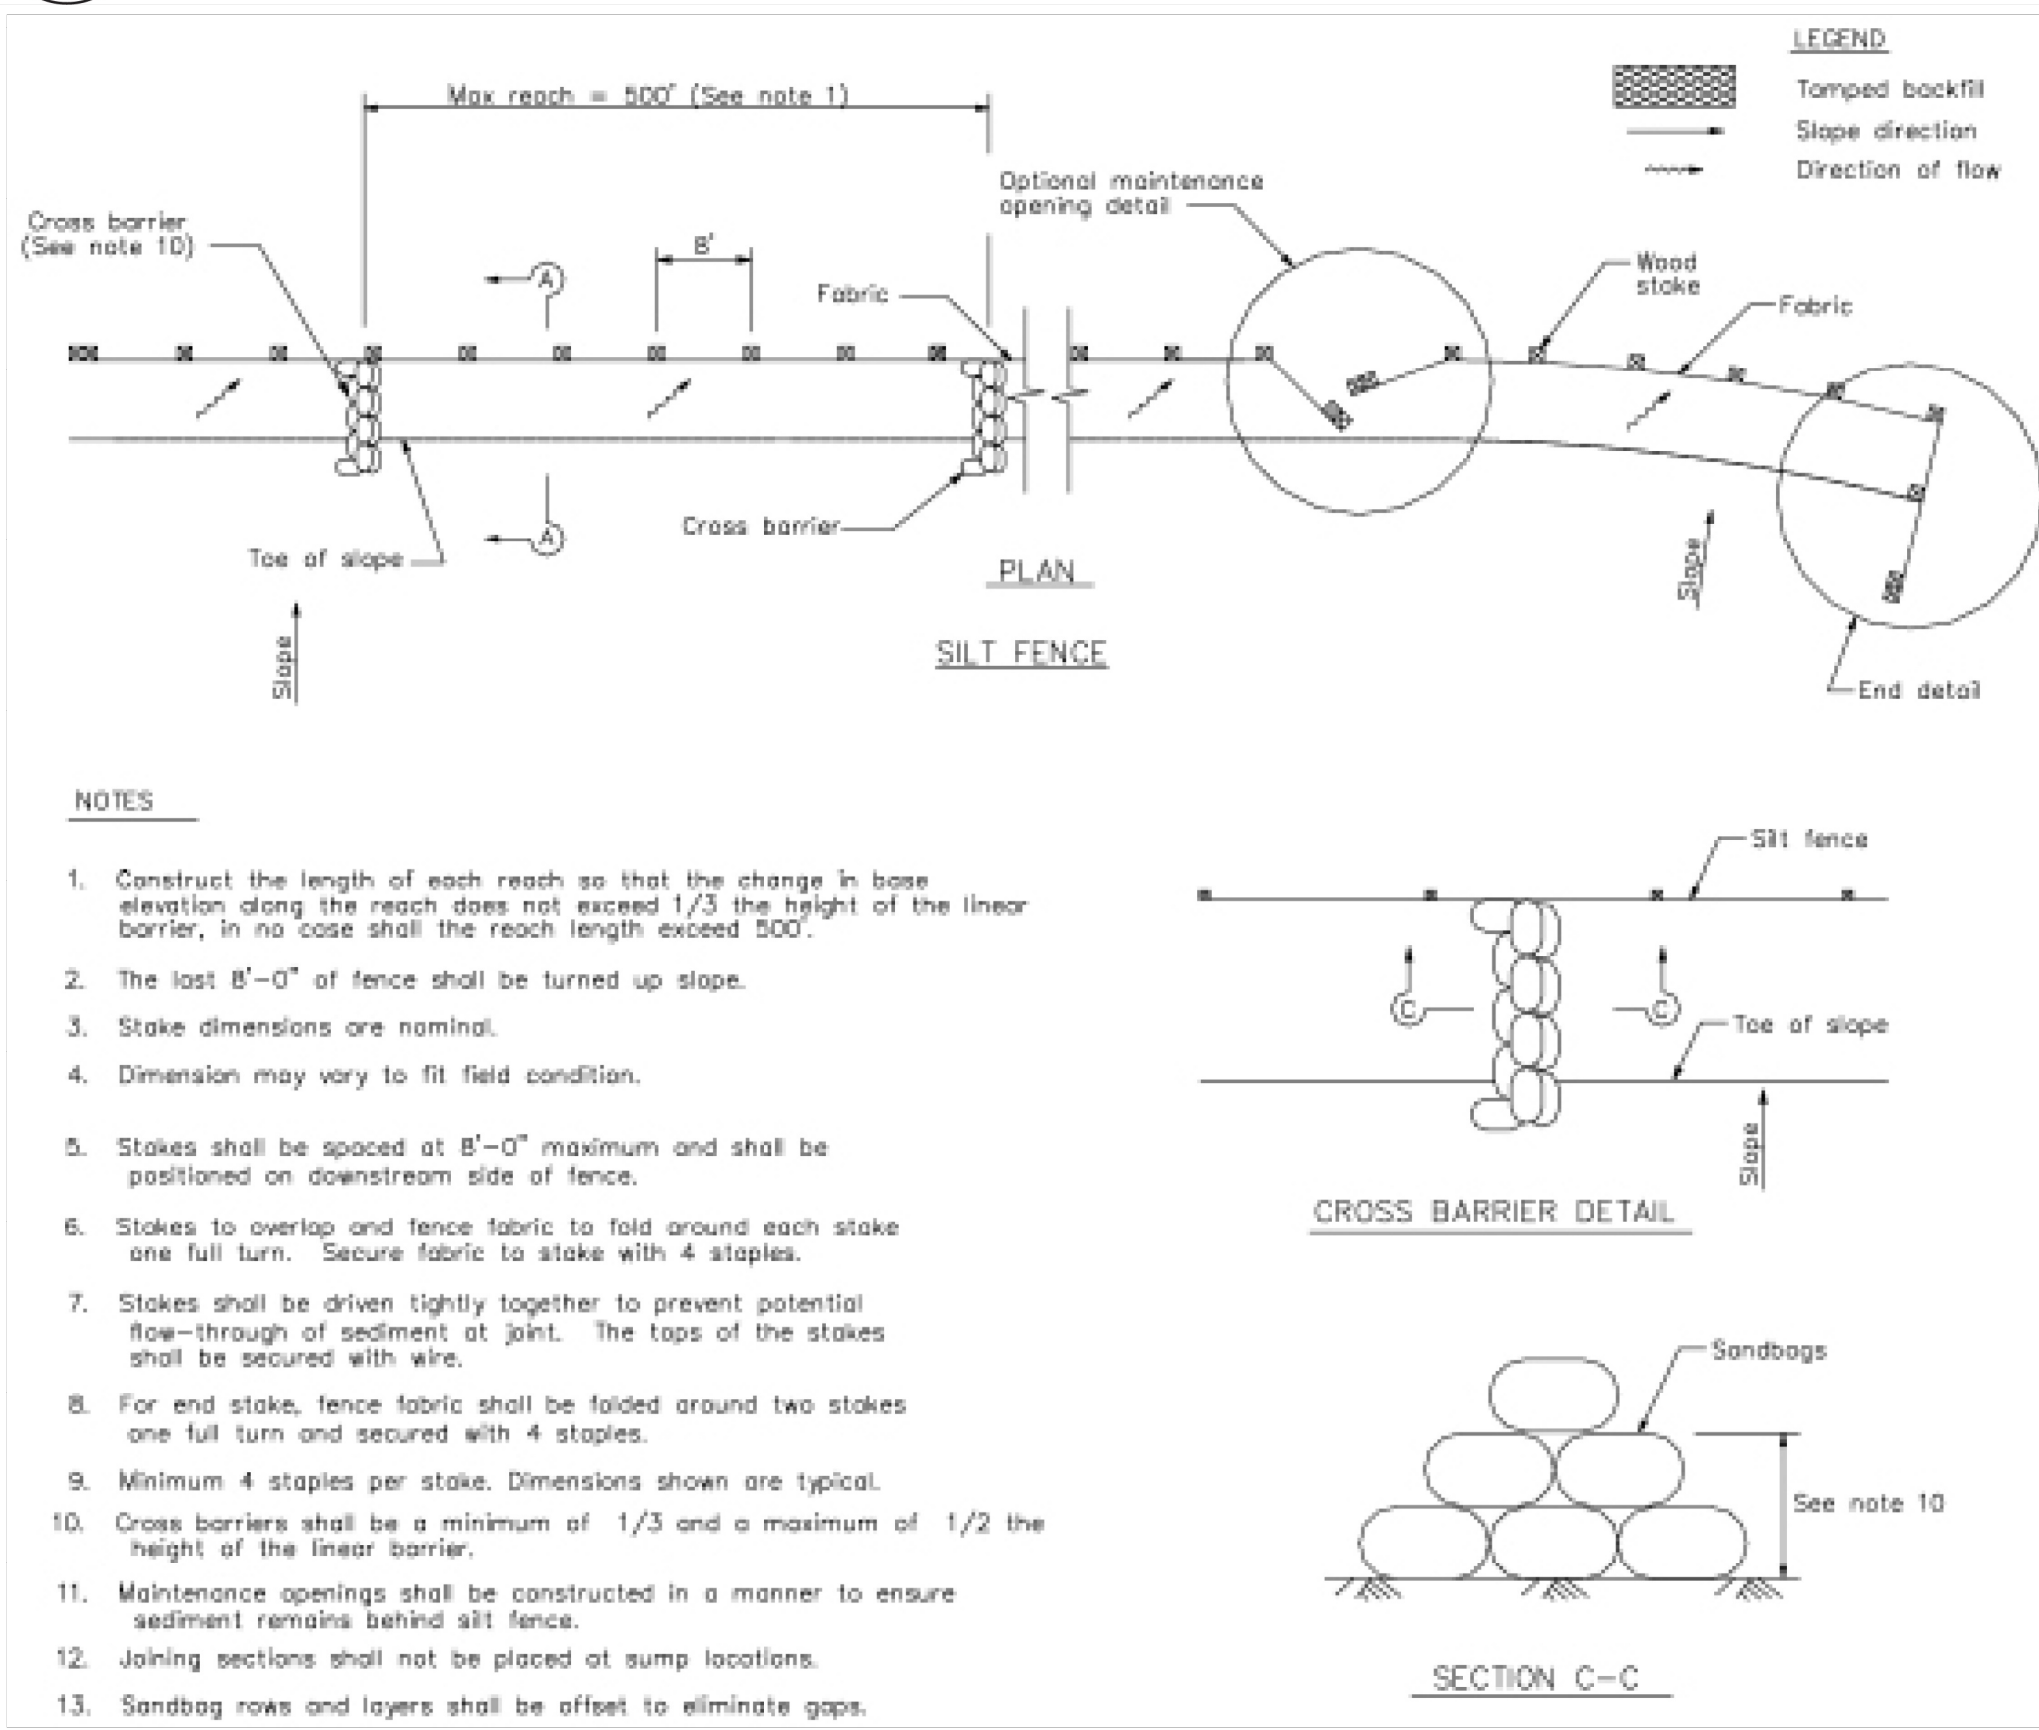 LEGEND
Tamped backfill
Slope direction
Direction of flow
Max reach = 500' (See note 1)
Optional maintenance
opening detail
Cross barrier
(See note 10)
8'
A
Fabric
Wood
stake
Fabric
Cross barrier
A
Toe of slope
PLAN
Slope
Slope
SILT FENCE
End detail
NOTES
1. Construct the length of each reach so that the change in base
elevation along the reach does not exceed 1/3 the height of the linear
barrier, in no case shall the reach length exceed 500'.
2. The last 8'-0" of fence shall be turned up slope.
3. Stake dimensions are nominal.
4. Dimension may vary to fit field condition.
5. Stakes shall be spaced at 8'-0" maximum and shall be
positioned on downstream side of fence.
6. Stakes to overlap and fence fabric to fold around each stake
one full turn. Secure fabric to stake with 4 staples.
7. Stakes shall be driven tightly together to prevent potential
flow-through of sediment at joint. The tops of the stakes
shall be secured with wire.
8. For end stake, fence fabric shall be folded around two stakes
one full turn and secured with 4 staples.
9. Minimum 4 staples per stake. Dimensions shown are typical.
10. Cross barriers shall be a minimum of 1/3 and a maximum of 1/2 the
height of the linear barrier.
11. Maintenance openings shall be constructed in a manner to ensure
sediment remains behind silt fence.
12. Joining sections shall not be placed at sump locations.
13. Sandbag rows and layers shall be offset to eliminate gaps.
Silt fence
C
C
Toe of slope
Slope
CROSS BARRIER DETAIL
Sandbags
See note 10
SECTION C-C